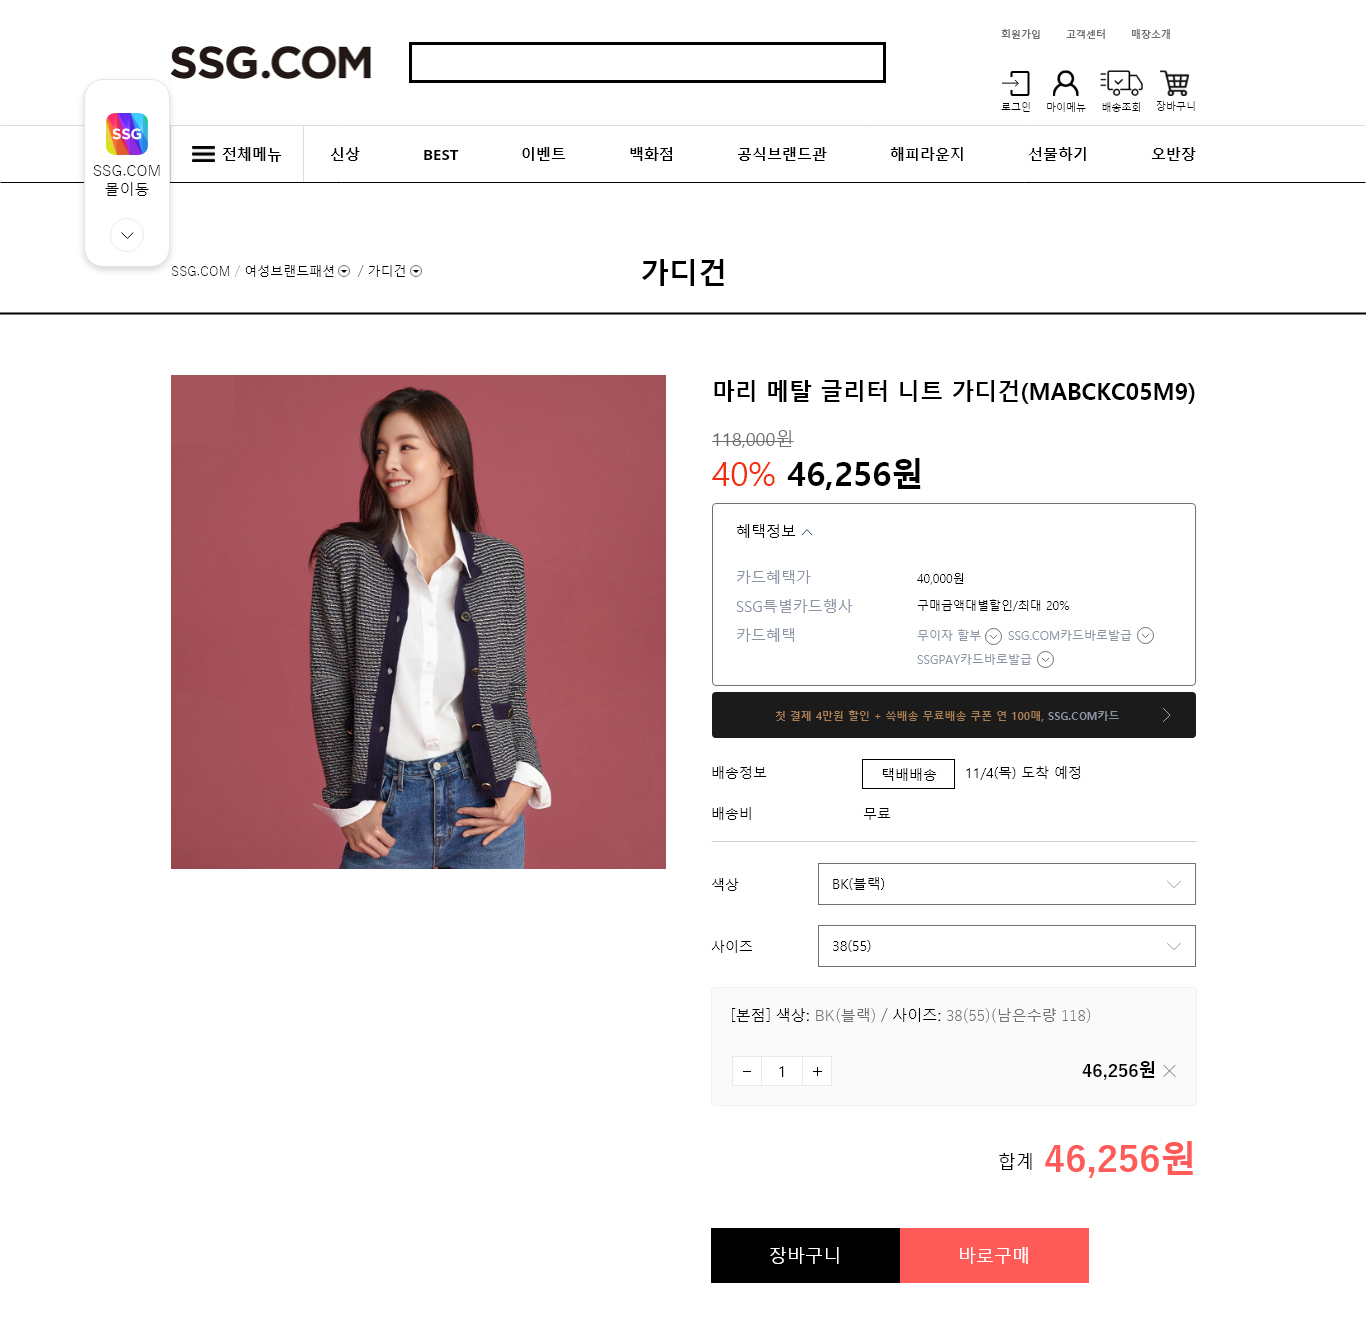 회원가입 고객센터 매장소개
SSG.COM
로그인 마이메뉴 배송조회 장바구니
SSG
SSG.COM
몰이동
전체메뉴 신상 BEST 이벤트 백화점 공식브랜드관 해피라운지 선물하기 오반장
SSG.COM / 여성브랜드패션 / 가디건
가디건
마리 메탈 글리터 니트 가디건(MABCKC05M9)
118,000원
40% 46,256원
혜택정보
카드혜택가 40,000원
SSG특별카드행사 구매금액대별할인/최대 20%
카드혜택 무이자 할부 SSG.COM카드바로발급
SSGPAY카드바로발급
첫 결제 4만원 할인 + 쓱배송 무료배송 쿠폰 연 100매, SSG.COM카드
배송정보 택배배송 11/4(목) 도착 예정
배송비 무료
색상 BK(블랙)
사이즈 38(55)
[본점] 색상: BK(블랙) / 사이즈: 38(55)(남은수량 118)
- 1 + 46,256원
합계 46,256원
장바구니 바로구매